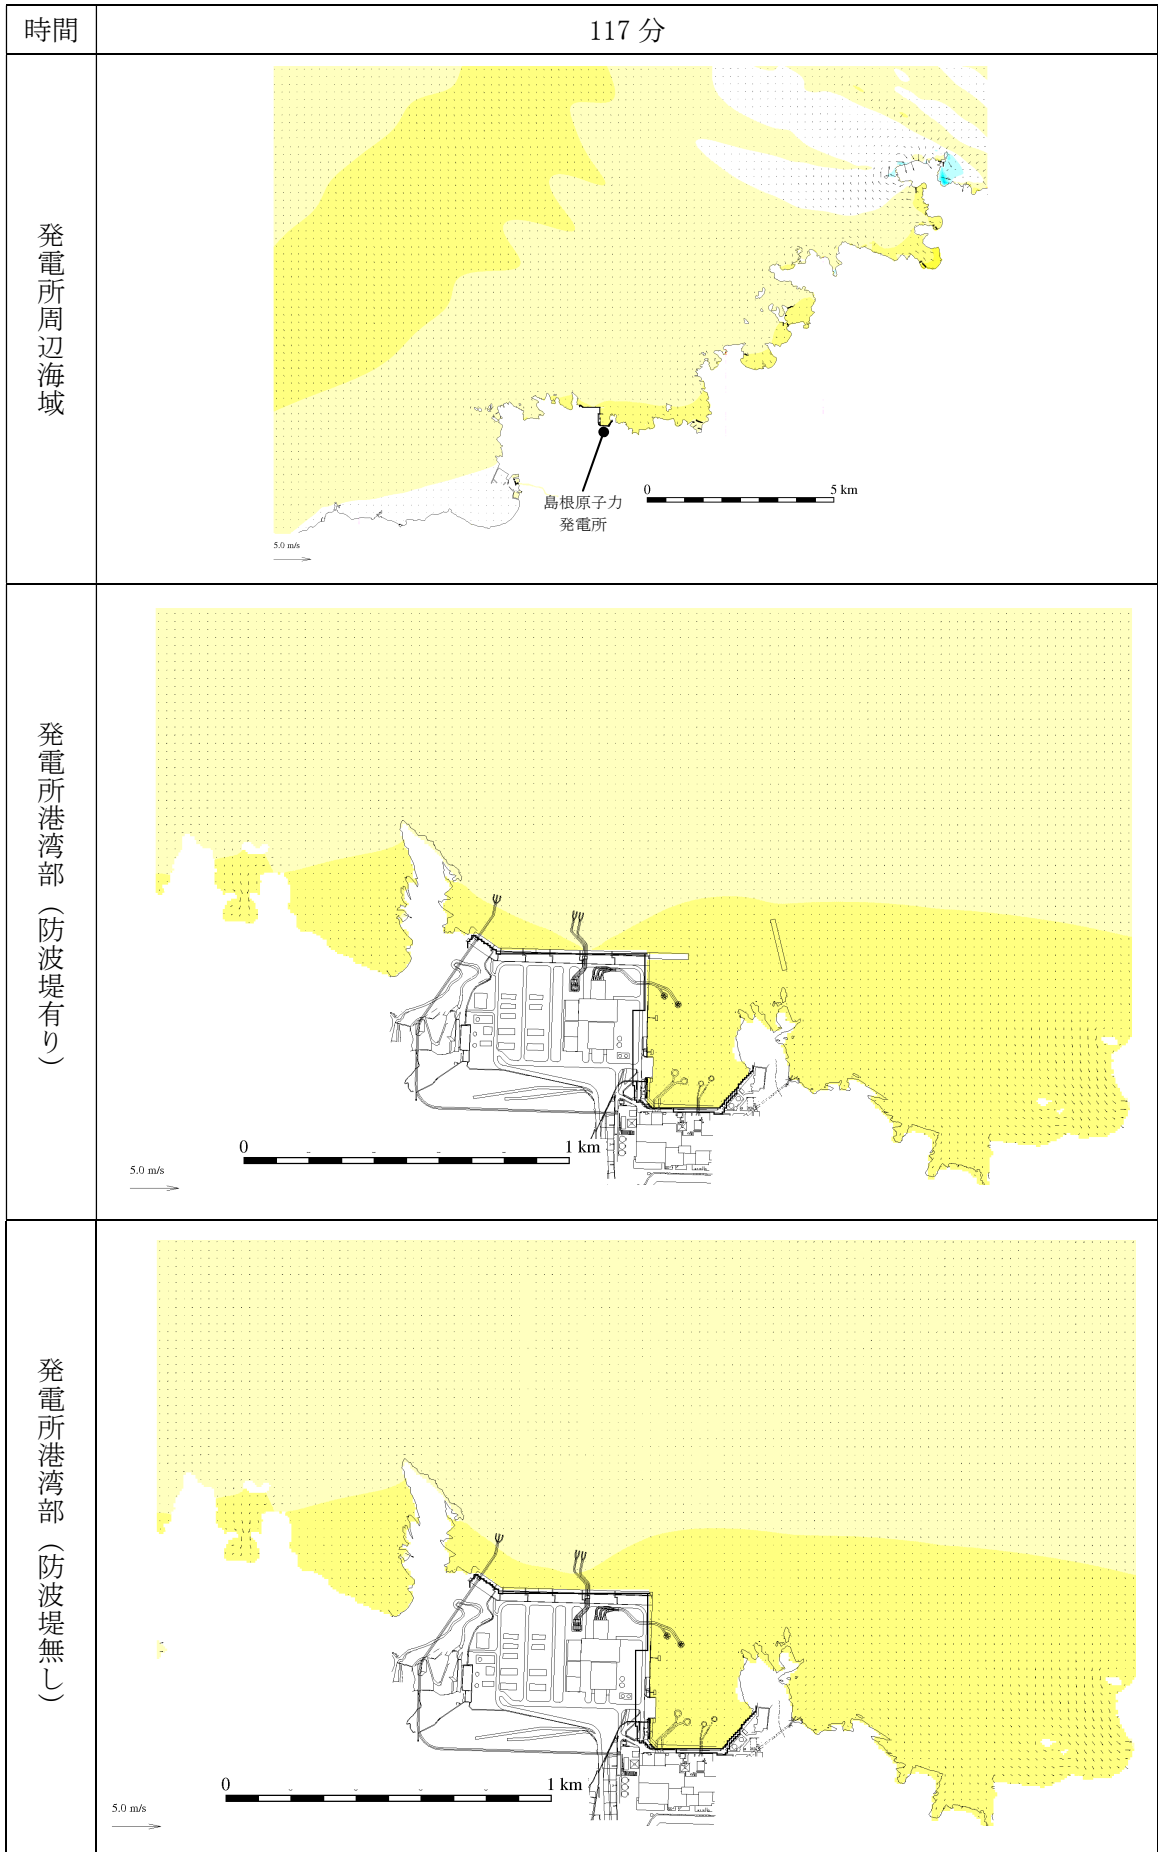 時間
117 分
発電所周辺海域
島根原子力
発電所
0
5 km
5.0 m/s
発電所港湾部（防波堤有り）
0
1 km
5.0 m/s
発電所港湾部（防波堤無し）
0
1 km
5.0 m/s